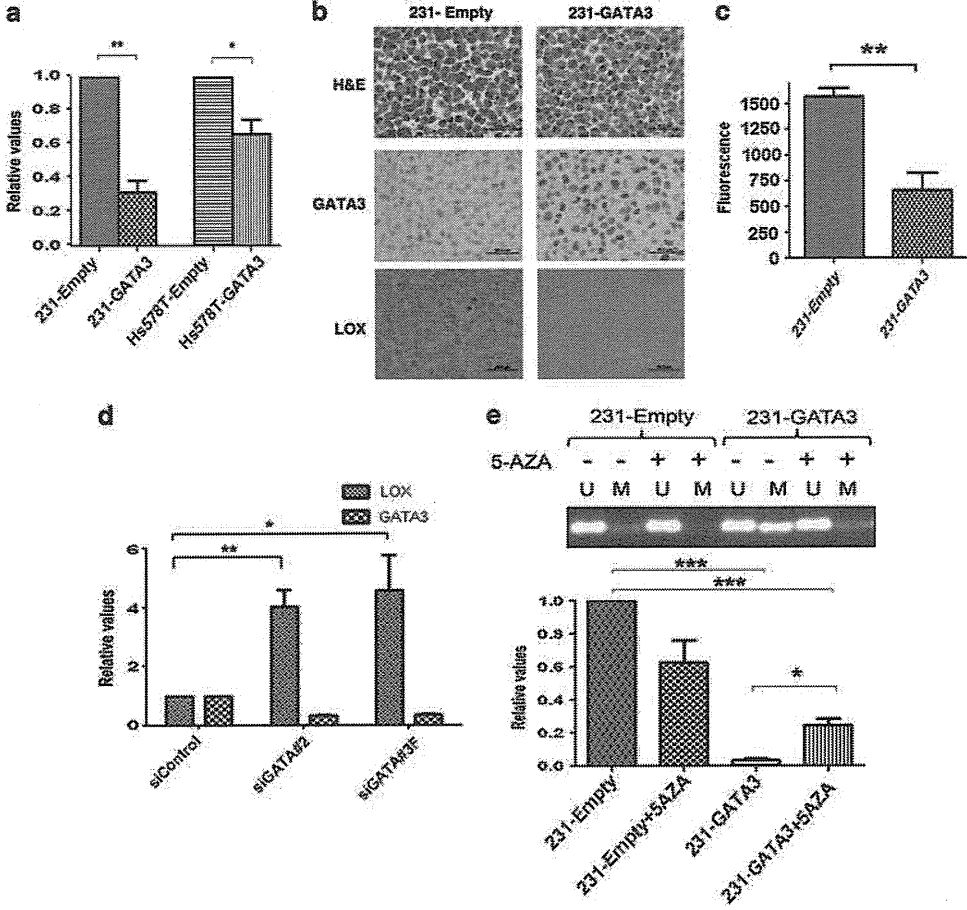 a
**
*
Relative values
1.0
0.8
0.6
0.4
0.2
0.0
231-Empty
231-GATA3
Hs578T-Empty
Hs578T-GATA3
b
231- Empty
231-GATA3
H&E
GATA3
LOX
c
**
Fluorescence
1500
1250
1000
750
500
250
0
231-Empty
231-GATA3
d
LOX
GATA3
*
**
Relative values
6
4
2
0
siControl
siGATA#2
siGATA#3F
e
231-Empty
231-GATA3
5-AZA - - + + - - + +
U M U M U M U M
***
***
*
Relative values
1.0
0.8
0.6
0.4
0.2
0.0
231-Empty
231-Empty+5AZA
231-GATA3
231-GATA3+5AZA